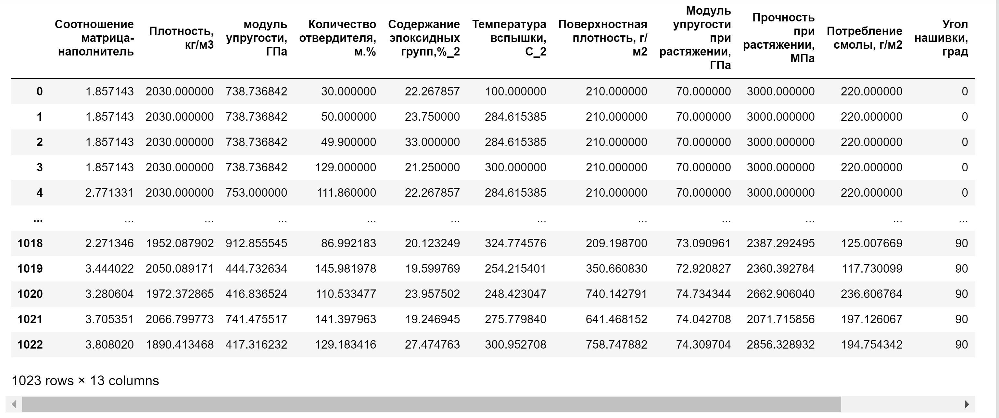 Соотношение матрица-наполнитель Плотность, кг/м3 модуль упругости, ГПа Количество отвердителя, м.% Содержание эпоксидных групп,%_2 Температура вспышки, С_2 Поверхностная плотность, г/м2 Модуль упругости при растяжении, ГПа Прочность при растяжении, МПа Потребление смолы, г/м2 Угол нашивки, град
0 1.857143 2030.000000 738.736842 30.000000 22.267857 100.000000 210.000000 70.000000 3000.000000 220.000000 0
1 1.857143 2030.000000 738.736842 50.000000 23.750000 284.615385 210.000000 70.000000 3000.000000 220.000000 0
2 1.857143 2030.000000 738.736842 49.900000 33.000000 284.615385 210.000000 70.000000 3000.000000 220.000000 0
3 1.857143 2030.000000 738.736842 129.000000 21.250000 300.000000 210.000000 70.000000 3000.000000 220.000000 0
4 2.771331 2030.000000 753.000000 111.860000 22.267857 284.615385 210.000000 70.000000 3000.000000 220.000000 0
... ... ... ... ... ... ... ... ... ... ... ...
1018 2.271346 1952.087902 912.855545 86.992183 20.123249 324.774576 209.198700 73.090961 2387.292495 125.007669 90
1019 3.444022 2050.089171 444.732634 145.981978 19.599769 254.215401 350.660830 72.920827 2360.392784 117.730099 90
1020 3.280604 1972.372865 416.836524 110.533477 23.957502 248.423047 740.142791 74.734344 2662.906040 236.606764 90
1021 3.705351 2066.799773 741.475517 141.397963 19.246945 275.779840 641.468152 74.042708 2071.715856 197.126067 90
1022 3.808020 1890.413468 417.316232 129.183416 27.474763 300.952708 758.747882 74.309704 2856.328932 194.754342 90
1023 rows × 13 columns